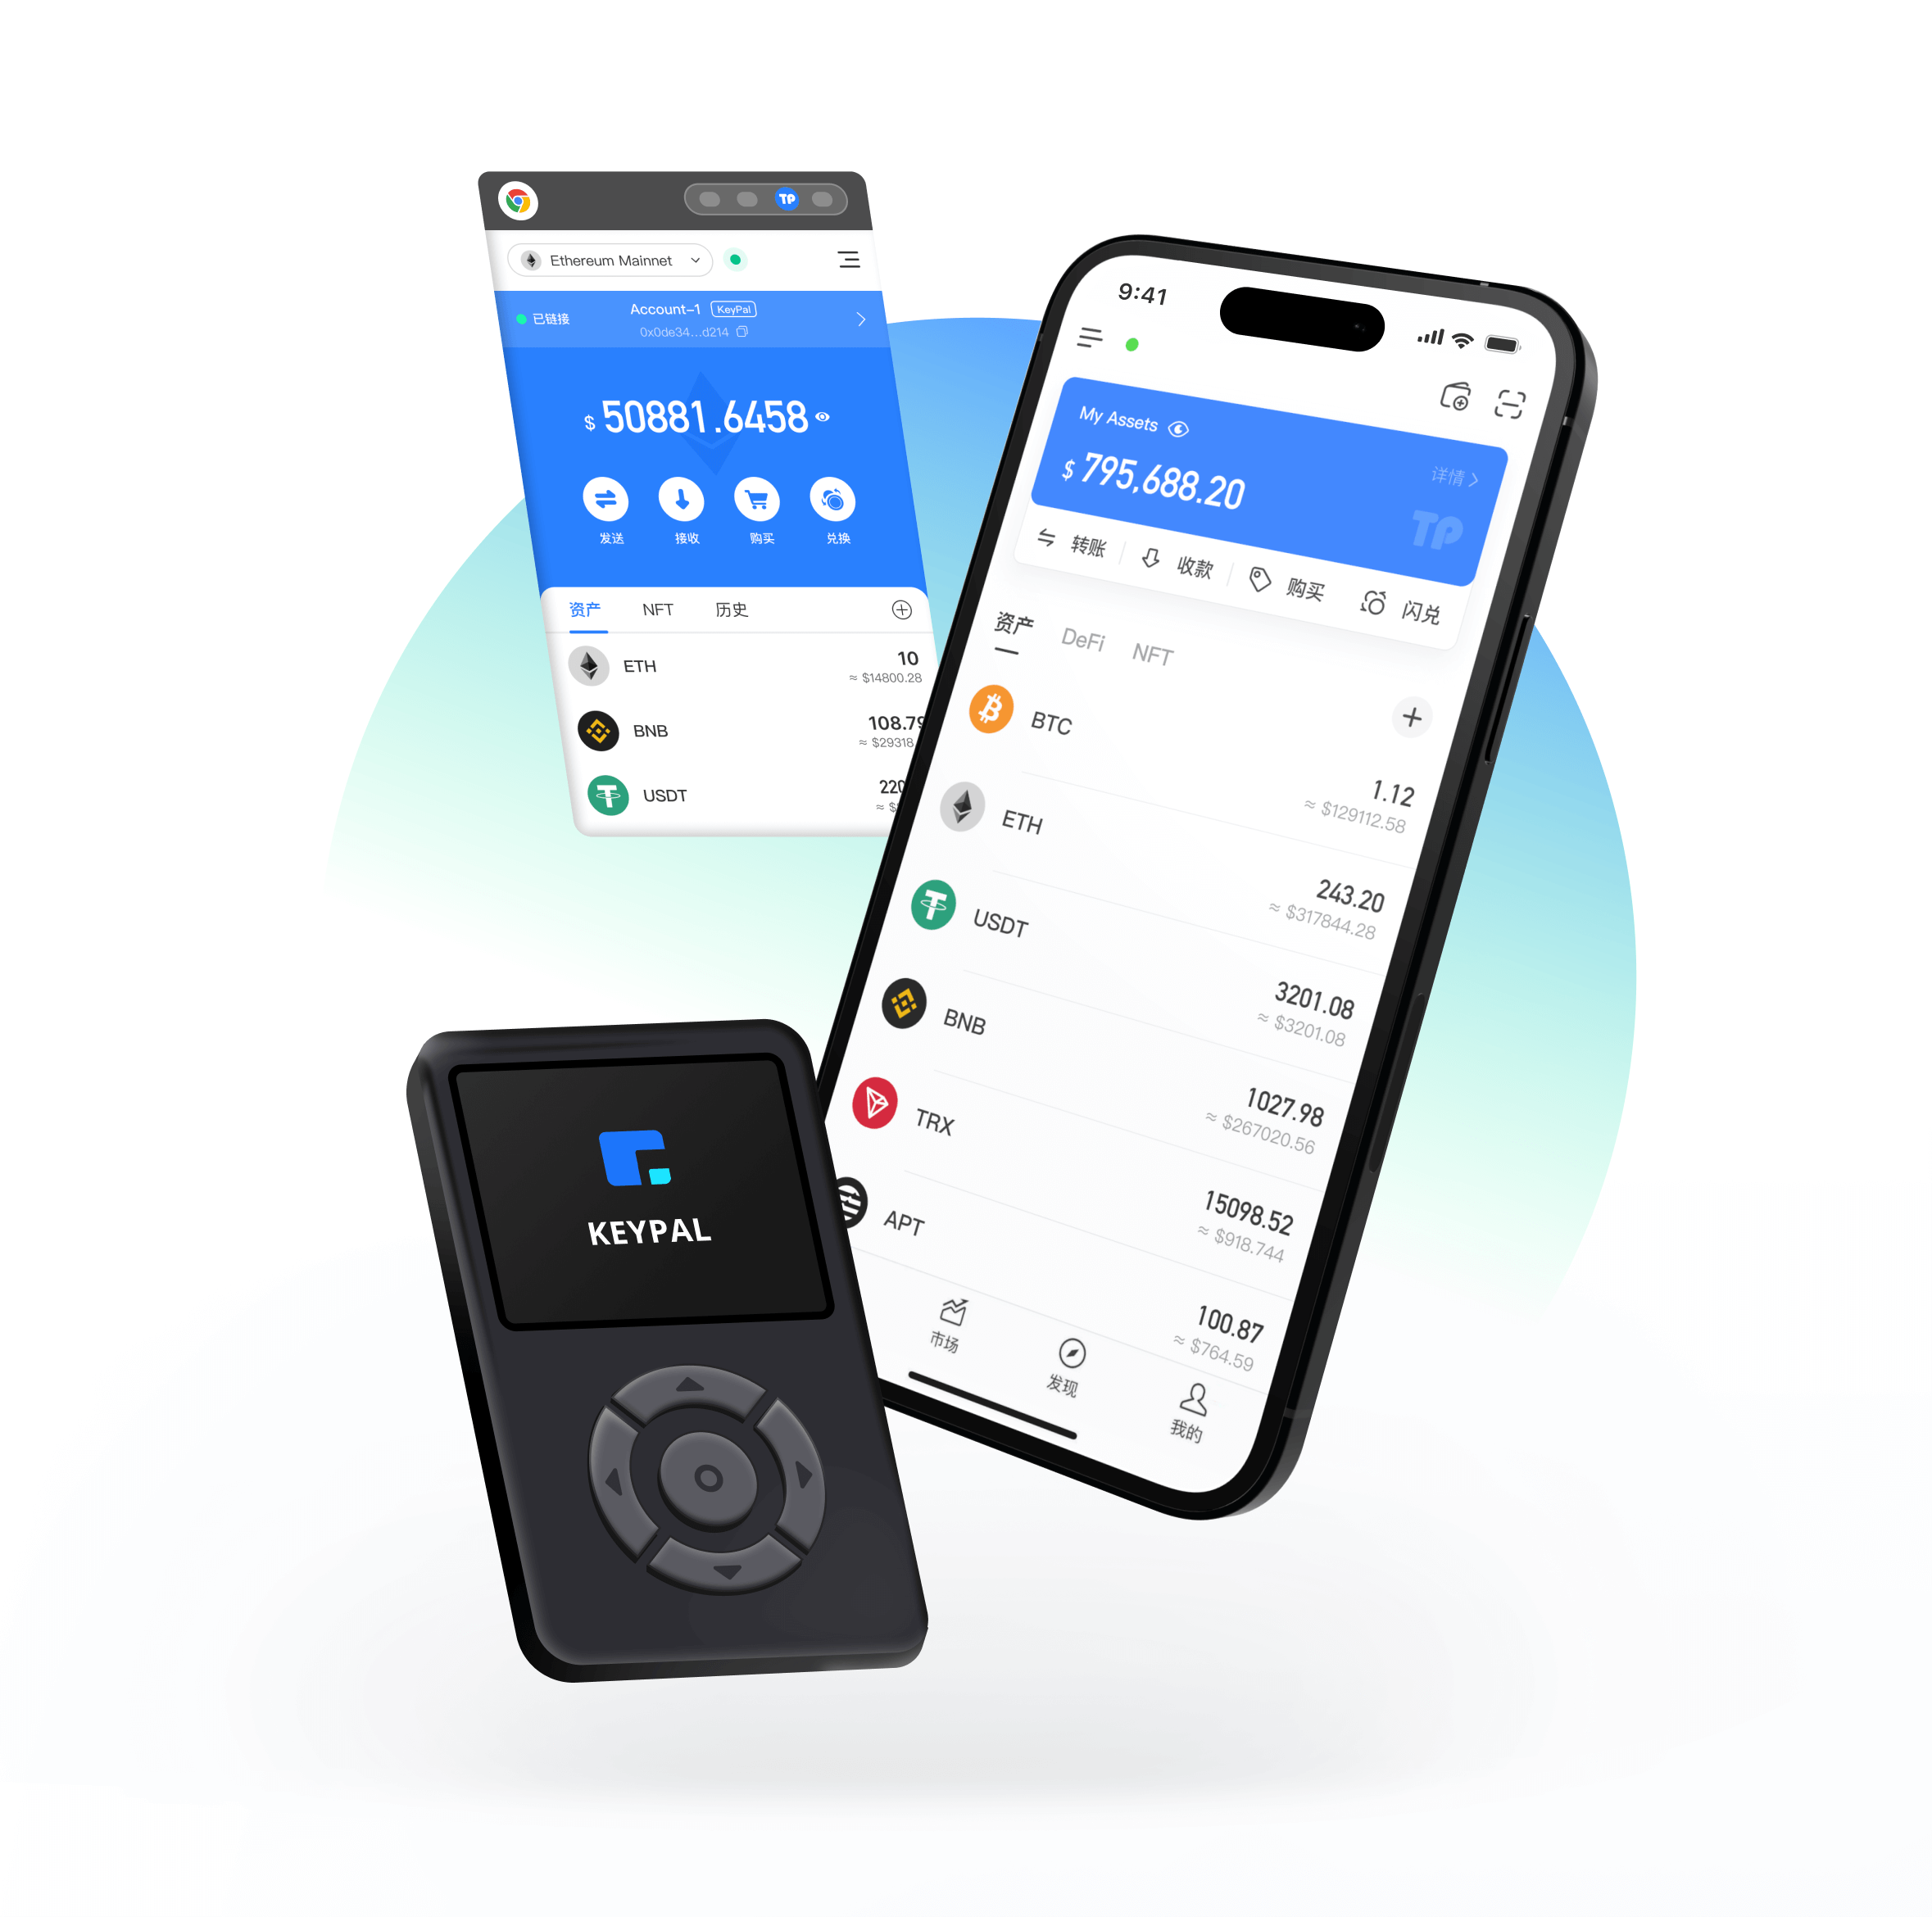 TP
Ethereum Mainnet
已链接
Account-1 KeyPal
0x0de34...d214
$ 50881.6458
发送 接收 购买 兑换
资产 NFT 历史
ETH 10
≈ $14800.28
BNB 108.79
≈ $29318
USDT 220
≈ $
9:41
My Assets
$ 795,688.20
详情
TP
转账 收款 购买 闪兑
资产 DeFi NFT
BTC 1.12
≈ $129112.58
ETH 243.20
≈ $317844.28
USDT 3201.08
≈ $3201.08
BNB 1027.98
≈ $267020.56
TRX 15098.52
≈ $918.744
APT 100.87
≈ $764.59
市场 发现 我的
KEYPAL